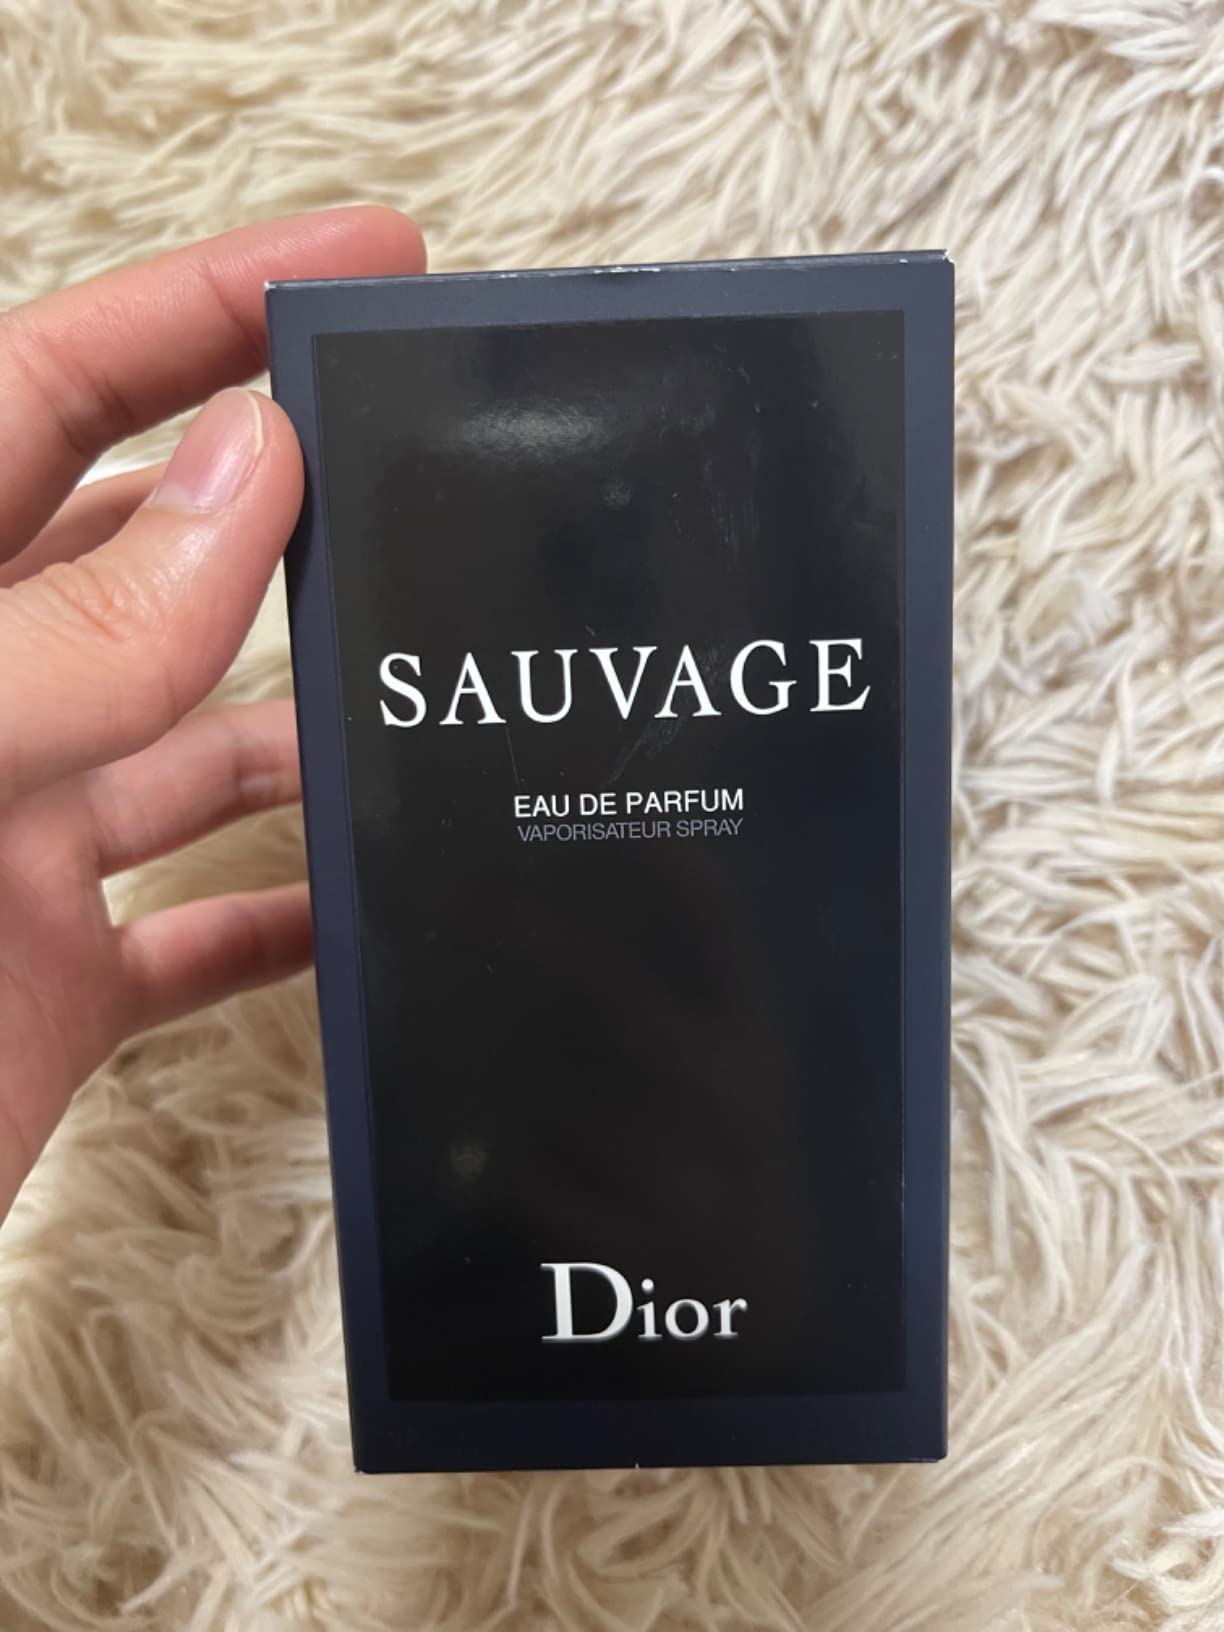 SAUVAGE
EAU DE PARFUM
VAPORISATEUR SPRAY
Dior